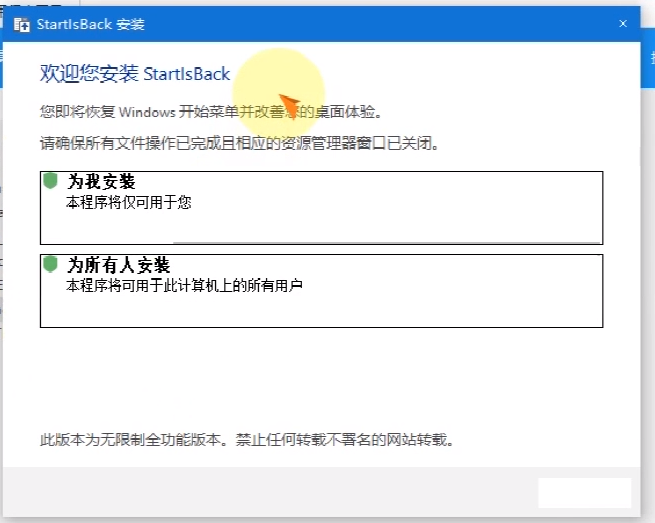 StartIsBack 安装
欢迎您安装 StartIsBack
您即将恢复 Windows 开始菜单并改善您的桌面体验。
请确保所有文件操作已完成且相应的资源管理器窗口已关闭。
为我安装
本程序将仅可用于您
为所有人安装
本程序将可用于此计算机上的所有用户
此版本为无限制全功能版本。禁止任何转载不署名的网站转载。